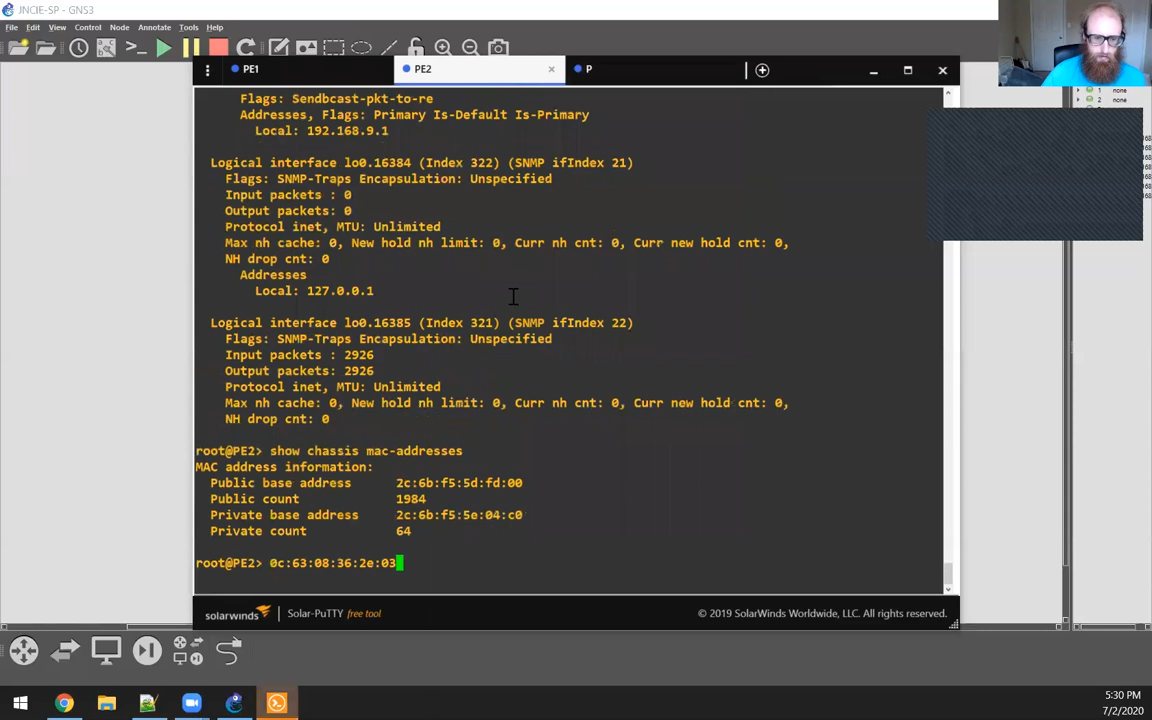 JNCIE-SP - GNS3
File Edit View Control Node Annotate Tools Help
PE1
PE2
P
1 none
2 none
Flags: Sendbcast-pkt-to-re
Addresses, Flags: Primary Is-Default Is-Primary
Local: 192.168.9.1
Logical interface lo0.16384 (Index 322) (SNMP ifIndex 21)
Flags: SNMP-Traps Encapsulation: Unspecified
Input packets : 0
Output packets: 0
Protocol inet, MTU: Unlimited
Max nh cache: 0, New hold nh limit: 0, Curr nh cnt: 0, Curr new hold cnt: 0,
NH drop cnt: 0
Addresses
Local: 127.0.0.1
Logical interface lo0.16385 (Index 321) (SNMP ifIndex 22)
Flags: SNMP-Traps Encapsulation: Unspecified
Input packets : 2926
Output packets: 2926
Protocol inet, MTU: Unlimited
Max nh cache: 0, New hold nh limit: 0, Curr nh cnt: 0, Curr new hold cnt: 0,
NH drop cnt: 0
root@PE2> show chassis mac-addresses
MAC address information:
Public base address 2c:6b:f5:5d:fd:00
Public count 1984
Private base address 2c:6b:f5:5e:04:c0
Private count 64
root@PE2> 0c:63:08:36:2e:03
solarwinds Solar-PuTTY free tool © 2019 SolarWinds Worldwide, LLC. All rights reserved.
5:30 PM
7/2/2020